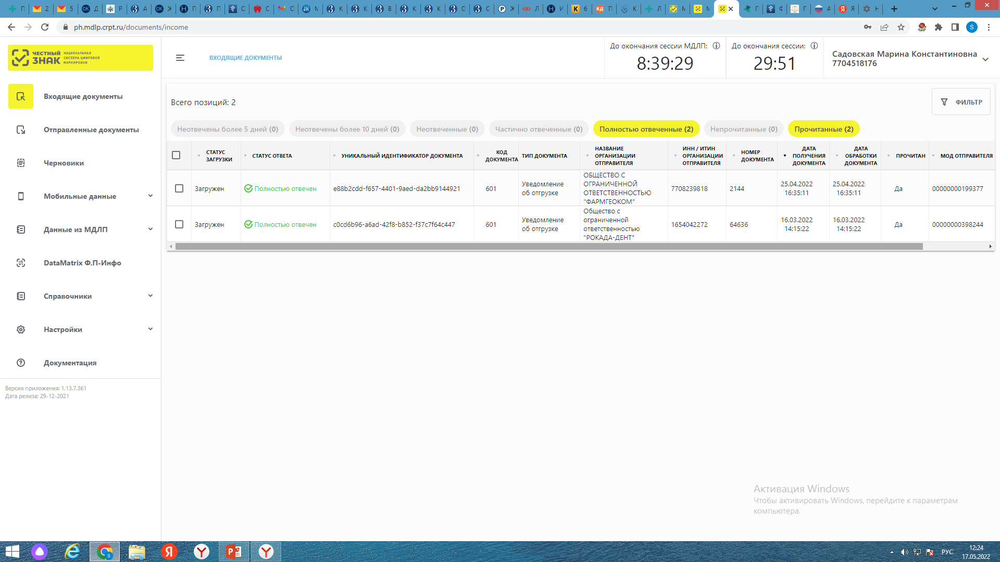 ph.mdlp.crpt.ru/documents/income
ЧЕСТНЫЙ ЗНАК
НАЦИОНАЛЬНАЯ СИСТЕМА ЦИФРОВОЙ МАРКИРОВКИ
ВХОДЯЩИЕ ДОКУМЕНТЫ
До окончания сессии МДЛП:
8:39:29
До окончания сессии:
29:51
Садовская Марина Константиновна
7704518176
Входящие документы
Отправленные документы
Черновики
Мобильные данные
Данные из МДЛП
DataMatrix Ф.П-Инфо
Справочники
Настройки
Документация
Версия приложения: 1.13.7.361
Дата релиза: 29-12-2021
Всего позиций: 2
ФИЛЬТР
Неотвечены более 5 дней (0)
Неотвечены более 10 дней (0)
Неотвеченные (0)
Частично отвеченные (0)
Полностью отвеченные (2)
Непрочитанные (0)
Прочитанные (2)
СТАТУС ЗАГРУЗКИ
СТАТУС ОТВЕТА
УНИКАЛЬНЫЙ ИДЕНТИФИКАТОР ДОКУМЕНТА
КОД ДОКУМЕНТА
ТИП ДОКУМЕНТА
НАЗВАНИЕ ОРГАНИЗАЦИИ ОТПРАВИТЕЛЯ
ИНН / ИТИН ОРГАНИЗАЦИИ ОТПРАВИТЕЛЯ
НОМЕР ДОКУМЕНТА
ДАТА ПОЛУЧЕНИЯ ДОКУМЕНТА
ДАТА ОБРАБОТКИ ДОКУМЕНТА
ПРОЧИТАН
МОД ОТПРАВИТЕЛЯ
Загружен
Полностью отвечен
e88b2cdd-f657-4401-9aed-da2bb9144921
601
Уведомление об отгрузке
ОБЩЕСТВО С ОГРАНИЧЕННОЙ ОТВЕТСТВЕННОСТЬЮ "ФАРМГЕОКОМ"
7708239818
2144
25.04.2022 16:35:11
25.04.2022 16:35:11
Да
00000000199377
Загружен
Полностью отвечен
c0cd6b96-a6ad-42f8-b852-f37c7f64c447
601
Уведомление об отгрузке
Общество с ограниченной ответственностью "РОКАДА-ДЕНТ"
1654042272
64636
16.03.2022 14:15:22
16.03.2022 14:15:22
Да
00000000398244
Активация Windows
Чтобы активировать Windows, перейдите к параметрам
компьютера.
РУС
12:24
17.05.2022